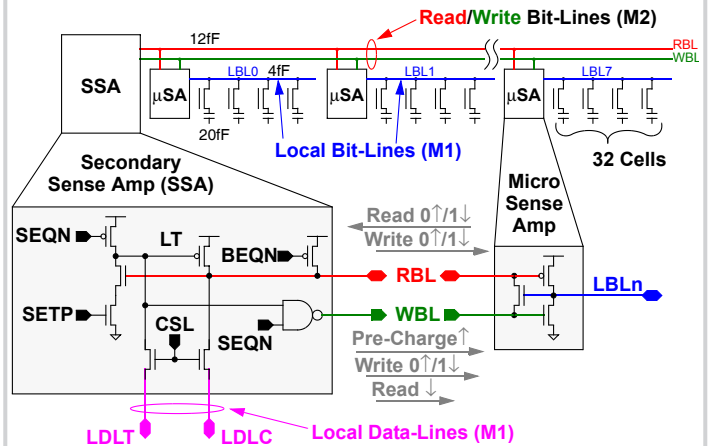 Read/Write Bit-Lines (M2)
12fF
RBL
WBL
SSA
LBL0
4fF
LBL1
LBL7
μSA
μSA
μSA
20fF
Local Bit-Lines (M1)
32 Cells
Secondary
Sense Amp (SSA)
Micro
Sense
Amp
Read 0↑/1↓
Write 0↑/1↓
SEQN
LT
BEQN
RBL
LBLn
SETP
CSL
SEQN
WBL
Pre-Charge↑
Write 0↑/1↓
Read ↓
LDLT
LDLC
Local Data-Lines (M1)